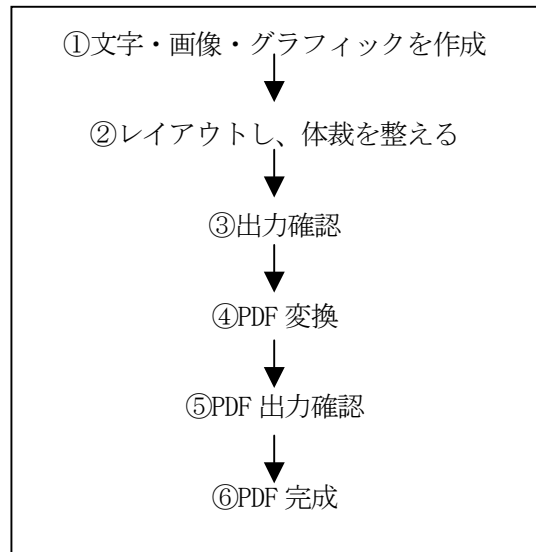 ①文字・画像・グラフィックを作成
②レイアウトし、体裁を整える
③出力確認
④PDF 変換
⑤PDF 出力確認
⑥PDF 完成